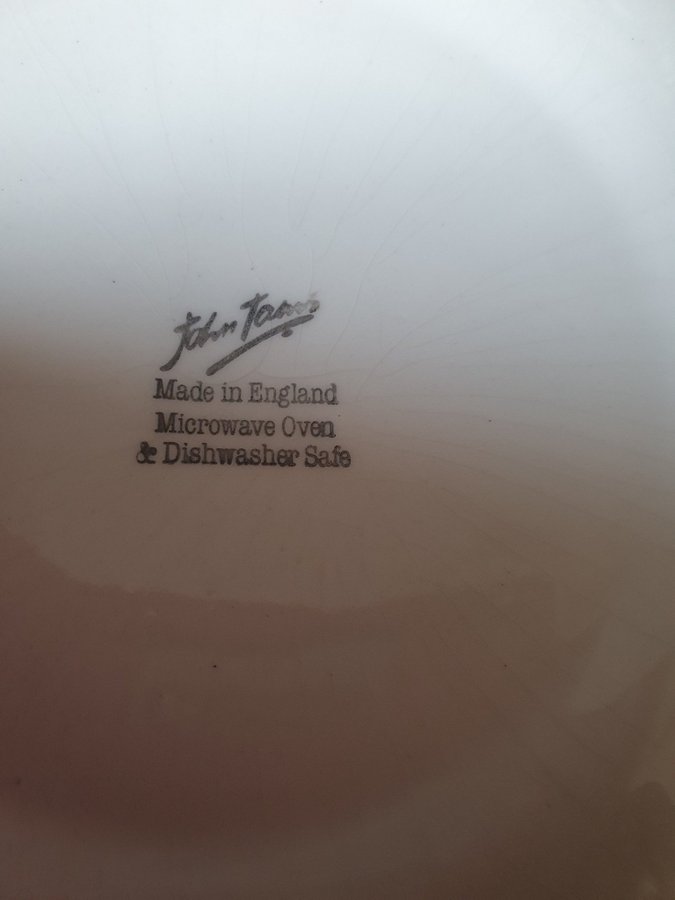 John Tams
Made in England
Microwave Oven
& Dishwasher Safe